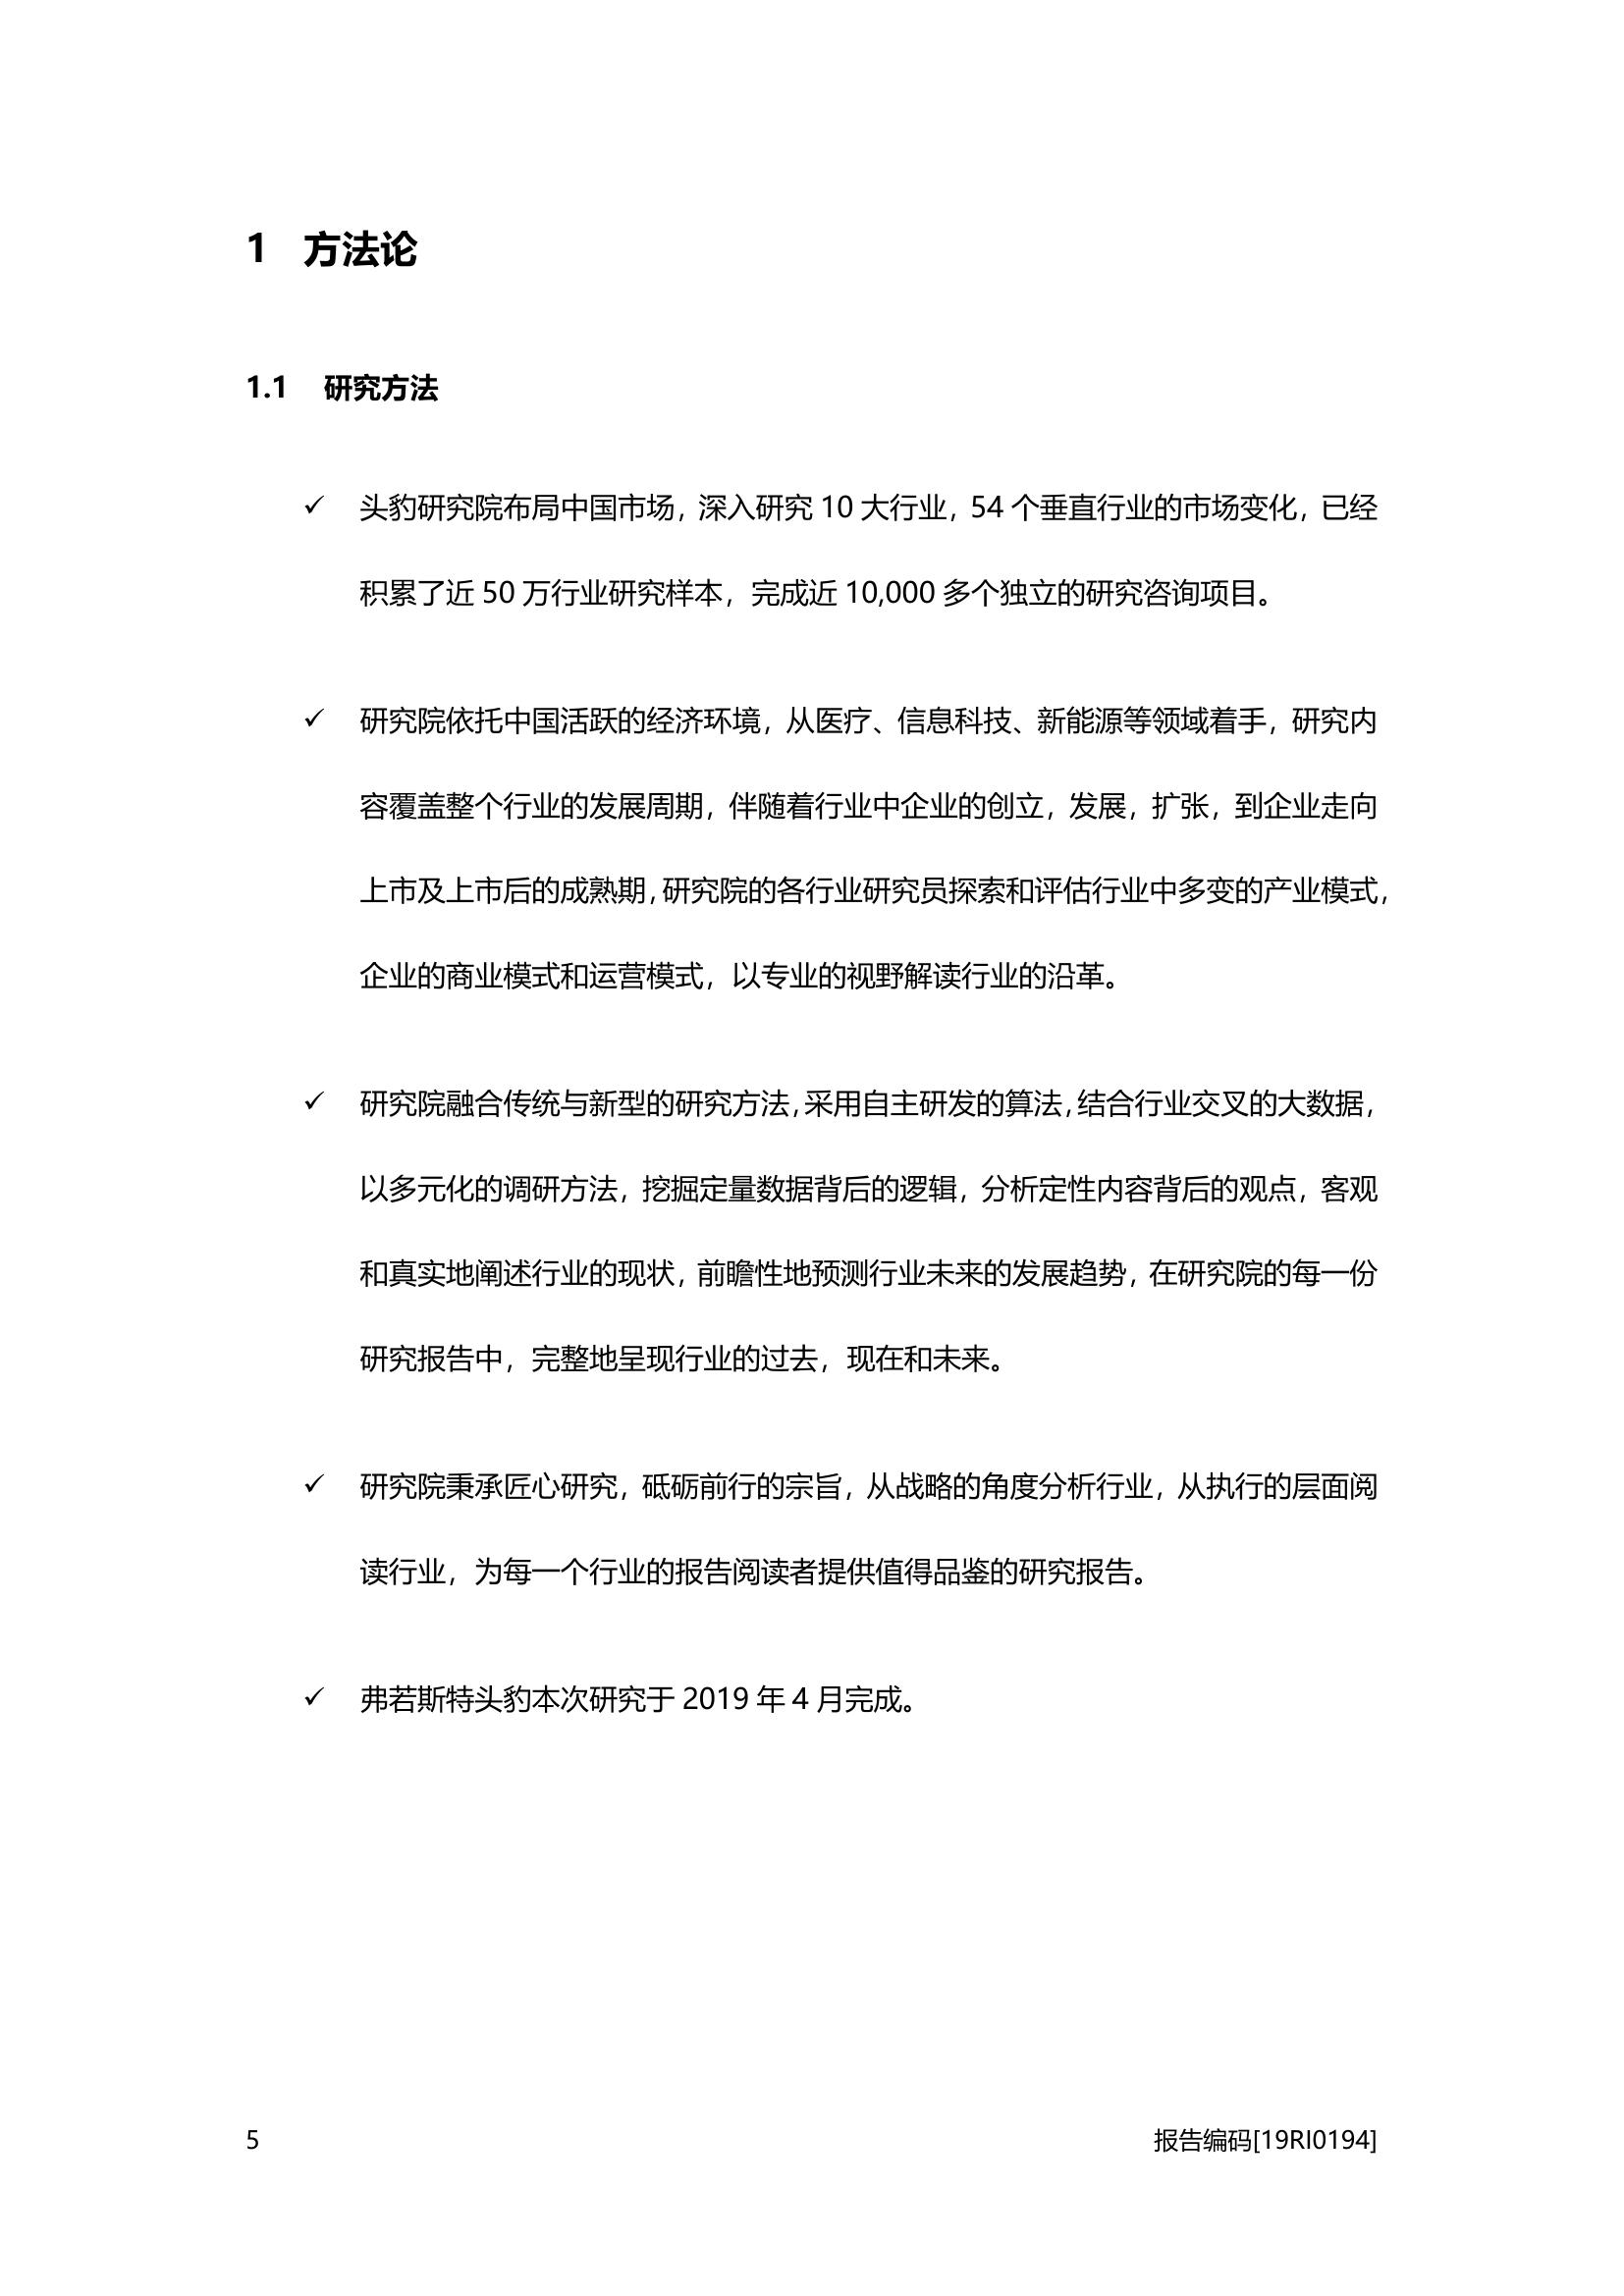 1 方法论
1.1 研究方法
✓ 头豹研究院布局中国市场，深入研究 10 大行业，54 个垂直行业的市场变化，已经
积累了近 50 万行业研究样本，完成近 10,000 多个独立的研究咨询项目。
✓ 研究院依托中国活跃的经济环境，从医疗、信息科技、新能源等领域着手，研究内
容覆盖整个行业的发展周期，伴随着行业中企业的创立，发展，扩张，到企业走向
上市及上市后的成熟期，研究院的各行业研究员探索和评估行业中多变的产业模式，
企业的商业模式和运营模式，以专业的视野解读行业的沿革。
✓ 研究院融合传统与新型的研究方法，采用自主研发的算法，结合行业交叉的大数据，
以多元化的调研方法，挖掘定量数据背后的逻辑，分析定性内容背后的观点，客观
和真实地阐述行业的现状，前瞻性地预测行业未来的发展趋势，在研究院的每一份
研究报告中，完整地呈现行业的过去，现在和未来。
✓ 研究院秉承匠心研究，砥砺前行的宗旨，从战略的角度分析行业，从执行的层面阅
读行业，为每一个行业的报告阅读者提供值得品鉴的研究报告。
✓ 弗若斯特头豹本次研究于 2019 年 4 月完成。
5 报告编码[19RI0194]